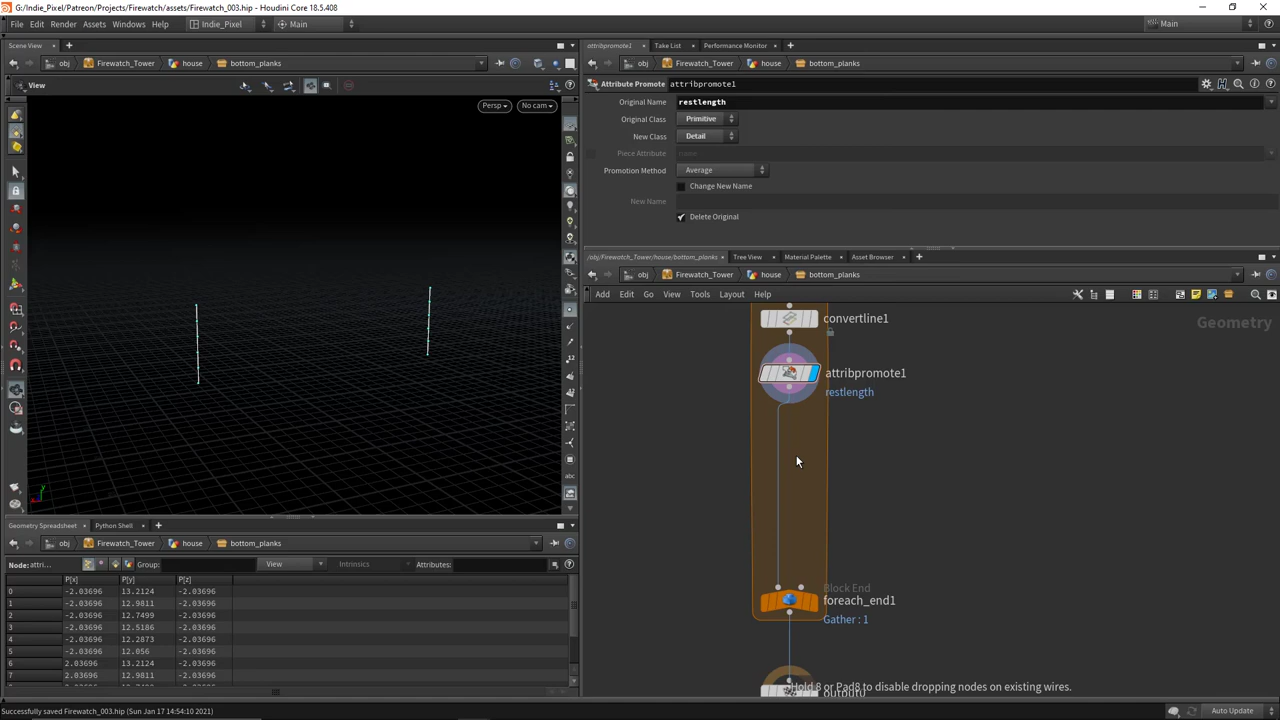 G:/Indie_Pixel/Patreon/Projects/Firewatch/assets/Firewatch_003.hip - Houdini Core 18.5.408
File Edit Render Assets Windows Help Indie_Pixel Main Main
Scene View
obj Firewatch_Tower house bottom_planks
View
Persp No cam
abc
attribpromote1 Take List Performance Monitor
obj Firewatch_Tower house bottom_planks
Attribute Promote attribpromote1
Original Name restlength
Original Class Primitive
New Class Detail
Piece Attribute name
Promotion Method Average
Change New Name
New Name
Delete Original
/obj/Firewatch_Tower/house/bottom_planks Tree View Material Palette Asset Browser
obj Firewatch_Tower house bottom_planks
Add Edit Go View Tools Layout Help
Geometry
convertline1
attribpromote1
restlength
Block End
foreach_end1
Gather : 1
Hold 8 or Pad8 to disable dropping nodes on existing wires.
output0
Geometry Spreadsheet Python Shell
obj Firewatch_Tower house bottom_planks
Node: attri... Group: View Intrinsics Attributes:
P[x] P[y] P[z]
0 -2.03696 13.2124 -2.03696
1 -2.03696 12.9811 -2.03696
2 -2.03696 12.7499 -2.03696
3 -2.03696 12.5186 -2.03696
4 -2.03696 12.2873 -2.03696
5 -2.03696 12.056 -2.03696
6 2.03696 13.2124 -2.03696
7 2.03696 12.9811 -2.03696
Successfully saved Firewatch_003.hip (Sun Jan 17 14:54:10 2021)
Auto Update